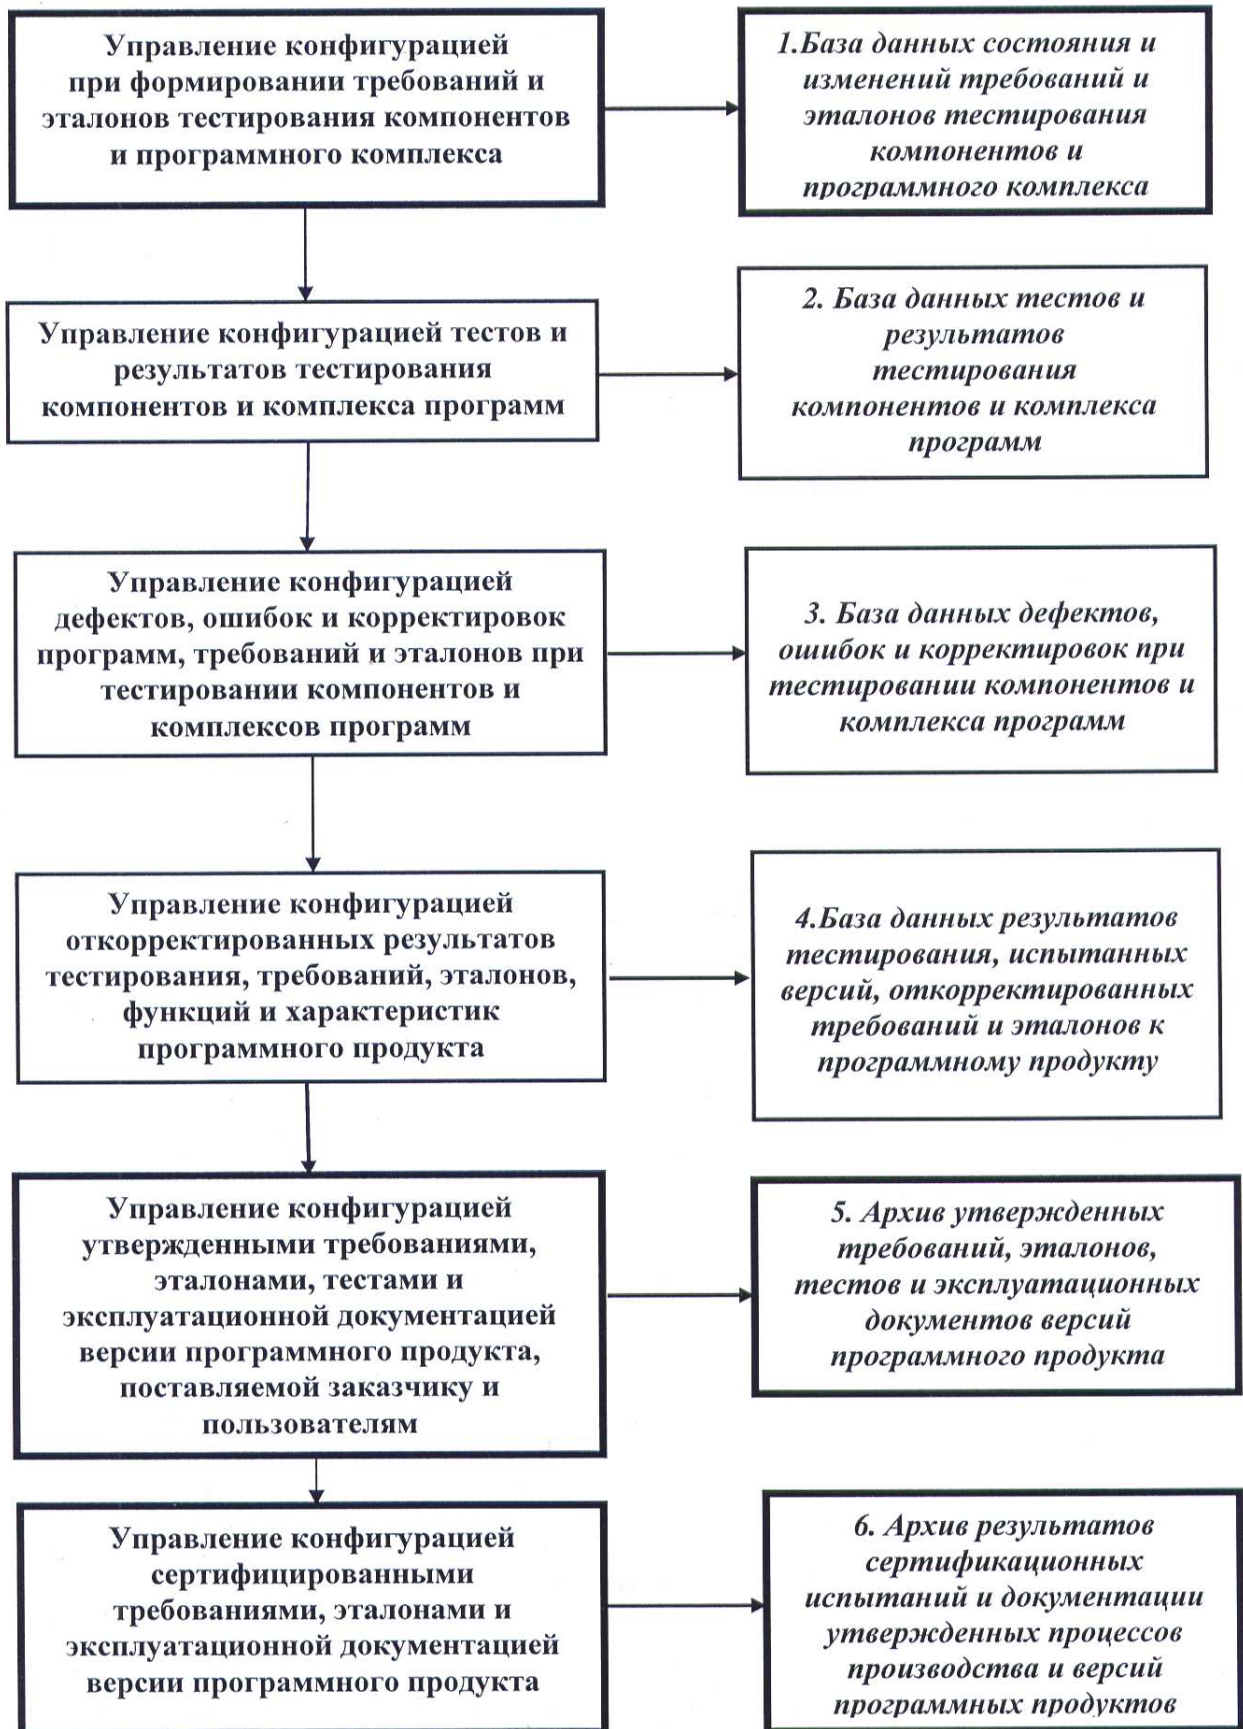 Управление конфигурацией
при формировании требований и
эталонов тестирования компонентов
и программного комплекса
1.База данных состояния и
изменений требований и
эталонов тестирования
компонентов и
программного комплекса
Управление конфигурацией тестов и
результатов тестирования
компонентов и комплекса программ
2. База данных тестов и
результатов
тестирования
компонентов и комплекса
программ
Управление конфигурацией
дефектов, ошибок и корректировок
программ, требований и эталонов при
тестировании компонентов и
комплексов программ
3. База данных дефектов,
ошибок и корректировок при
тестировании компонентов и
комплекса программ
Управление конфигурацией
откорректированных результатов
тестирования, требований, эталонов,
функций и характеристик
программного продукта
4.База данных результатов
тестирования, испытанных
версий, откорректированных
требований и эталонов к
программному продукту
Управление конфигурацией
утвержденными требованиями,
эталонами, тестами и
эксплуатационной документацией
версии программного продукта,
поставляемой заказчику и
пользователям
5. Архив утвержденных
требований, эталонов,
тестов и эксплуатационных
документов версий
программного продукта
Управление конфигурацией
сертифицированными
требованиями, эталонами и
эксплуатационной документацией
версии программного продукта
6. Архив результатов
сертификационных
испытаний и документации
утвержденных процессов
производства и версий
программных продуктов